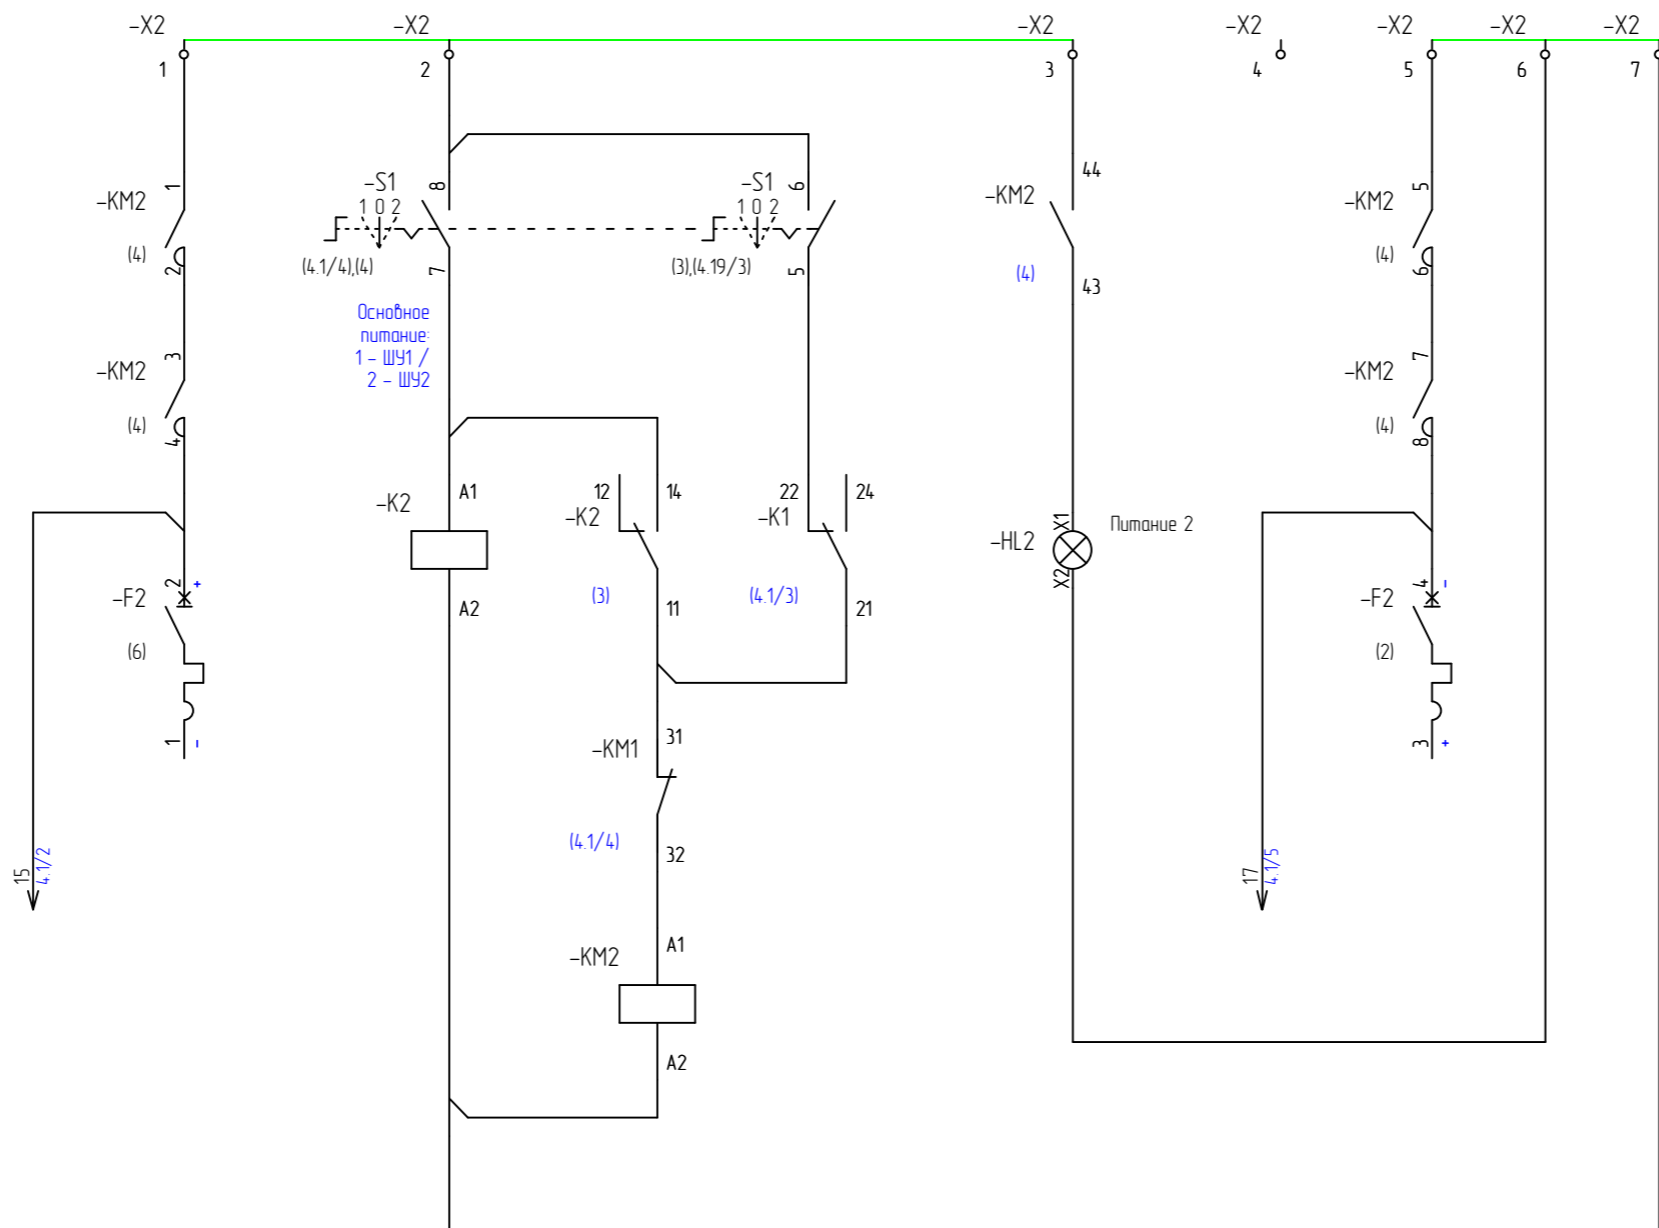 -X2 -X2 -X2 -X2 -X2 -X2 -X2
1 2 3 4 5 6 7
1 8 6 44 5
-KM2 -S1 -S1 -KM2 -KM2
1 0 2 1 0 2
(4) (4.1/4),(4) (3),(4.19/3) (4) (4)
2 7 5 43 6
Основное
питание:
1 - ШУ1 /
2 - ШУ2
3 7
-KM2 -KM2
(4) (4)
4 8
-K2 A1 12 14 22 24
-K2 -K1
-HL2 X1 Питание 2
X2
2 + 4 -
-F2 A2 (3) 11 (4.1/3) 21 -F2
(6) (2)
1 - 3 +
-KM1 31
(4.1/4)
32
15 4.1/2 17 4.1/5
-KM2 A1
A2